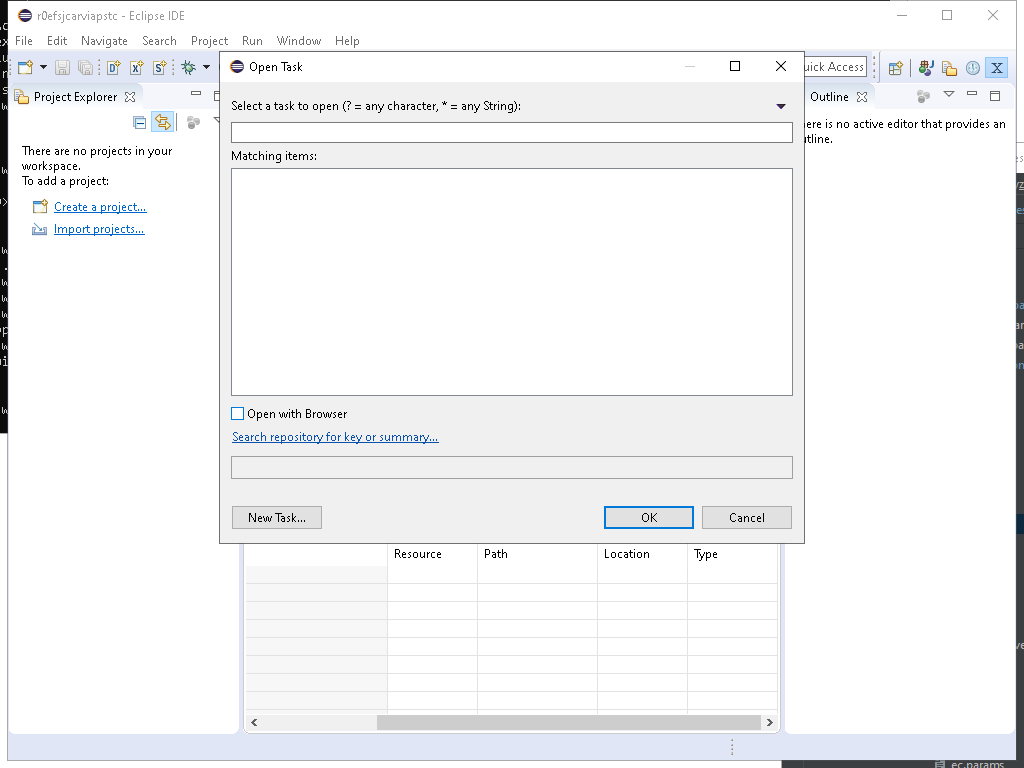 r0efsjcarviapstc - Eclipse IDE
File Edit Navigate Search Project Run Window Help
Open Task
Access
Project Explorer
Outline
Select a task to open (? = any character, * = any String):
Matching items:
There are no projects in your
workspace.
To add a project:
Create a project...
Import projects...
is no active editor that provides an
Open with Browser
Search repository for key or summary...
New Task...
OK
Cancel
Resource Path Location Type
ec.params